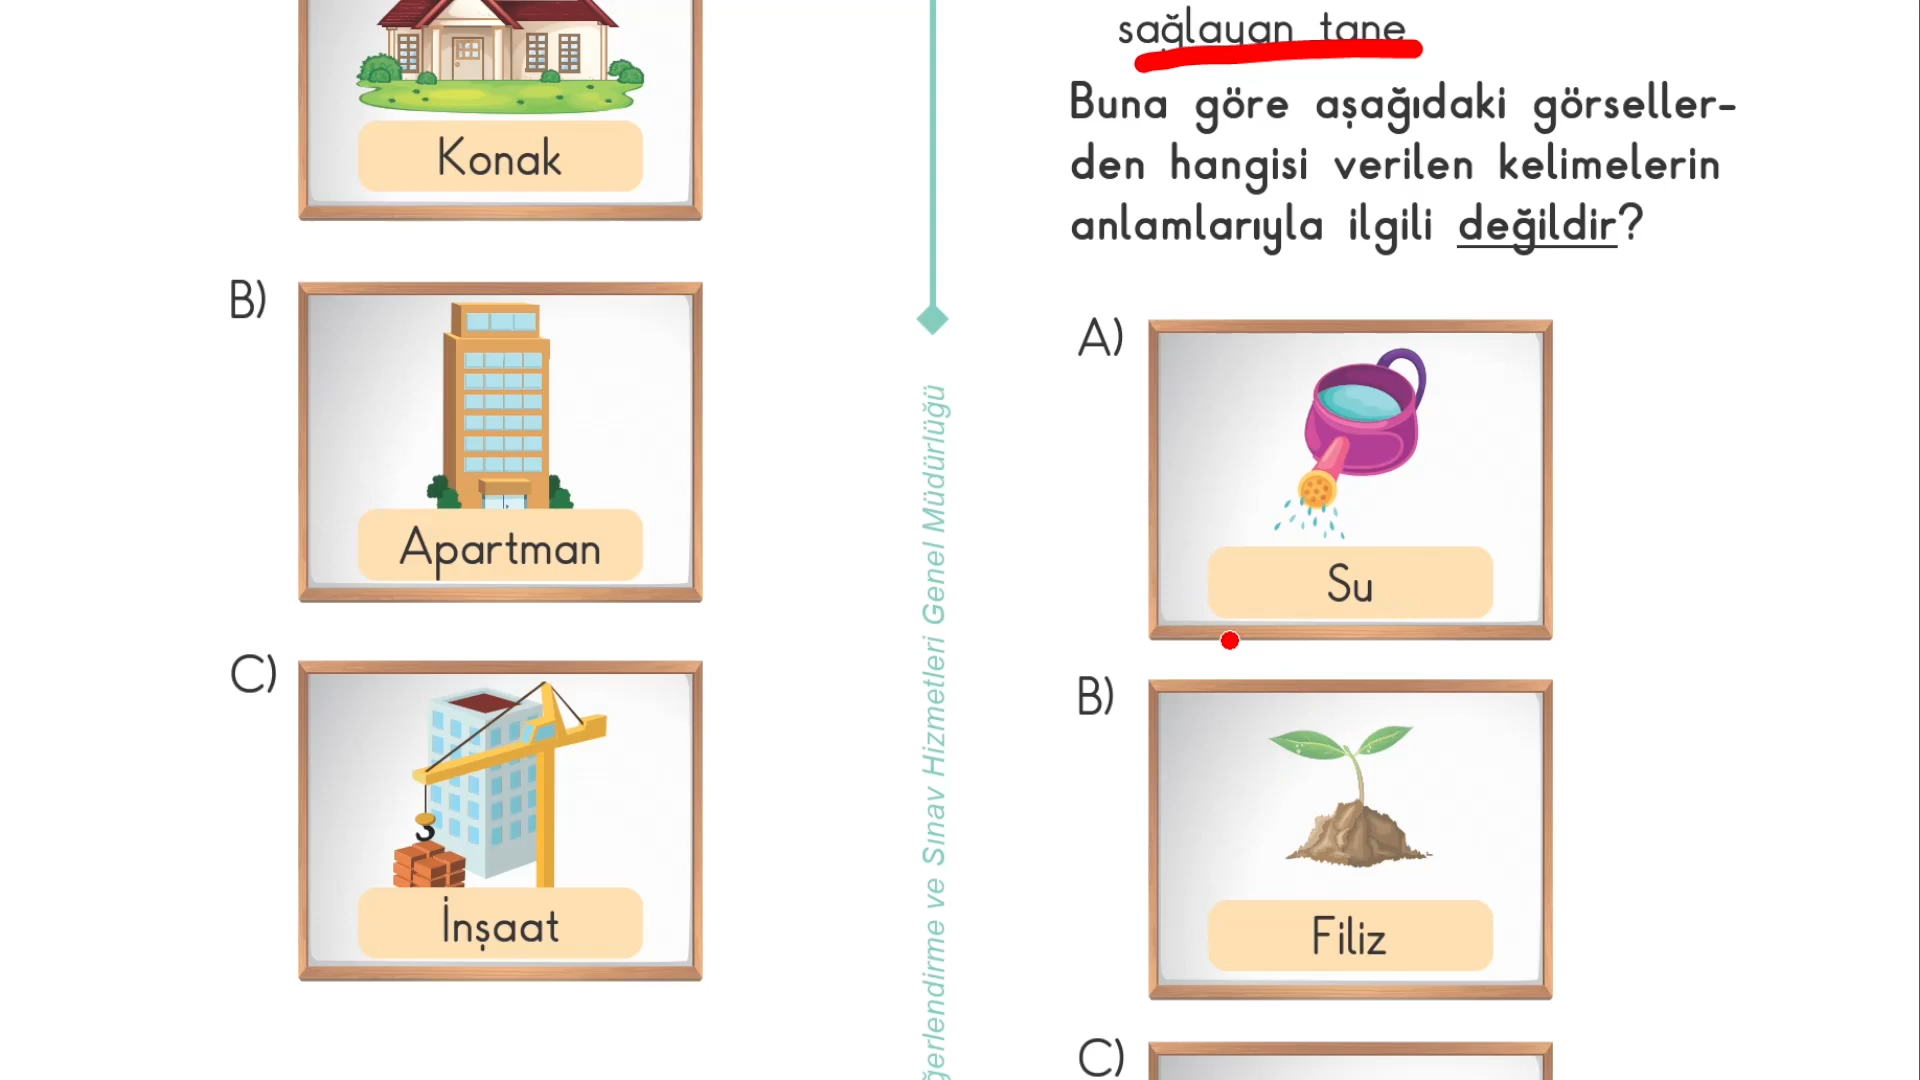 Konak
B)
Apartman
C)
İnşaat
Değerlendirme ve Sınav Hizmetleri Genel Müdürlüğü
sağlayan tane
Buna göre aşağıdaki görseller-
den hangisi verilen kelimelerin
anlamlarıyla ilgili değildir?
A)
Su
B)
Filiz
C)